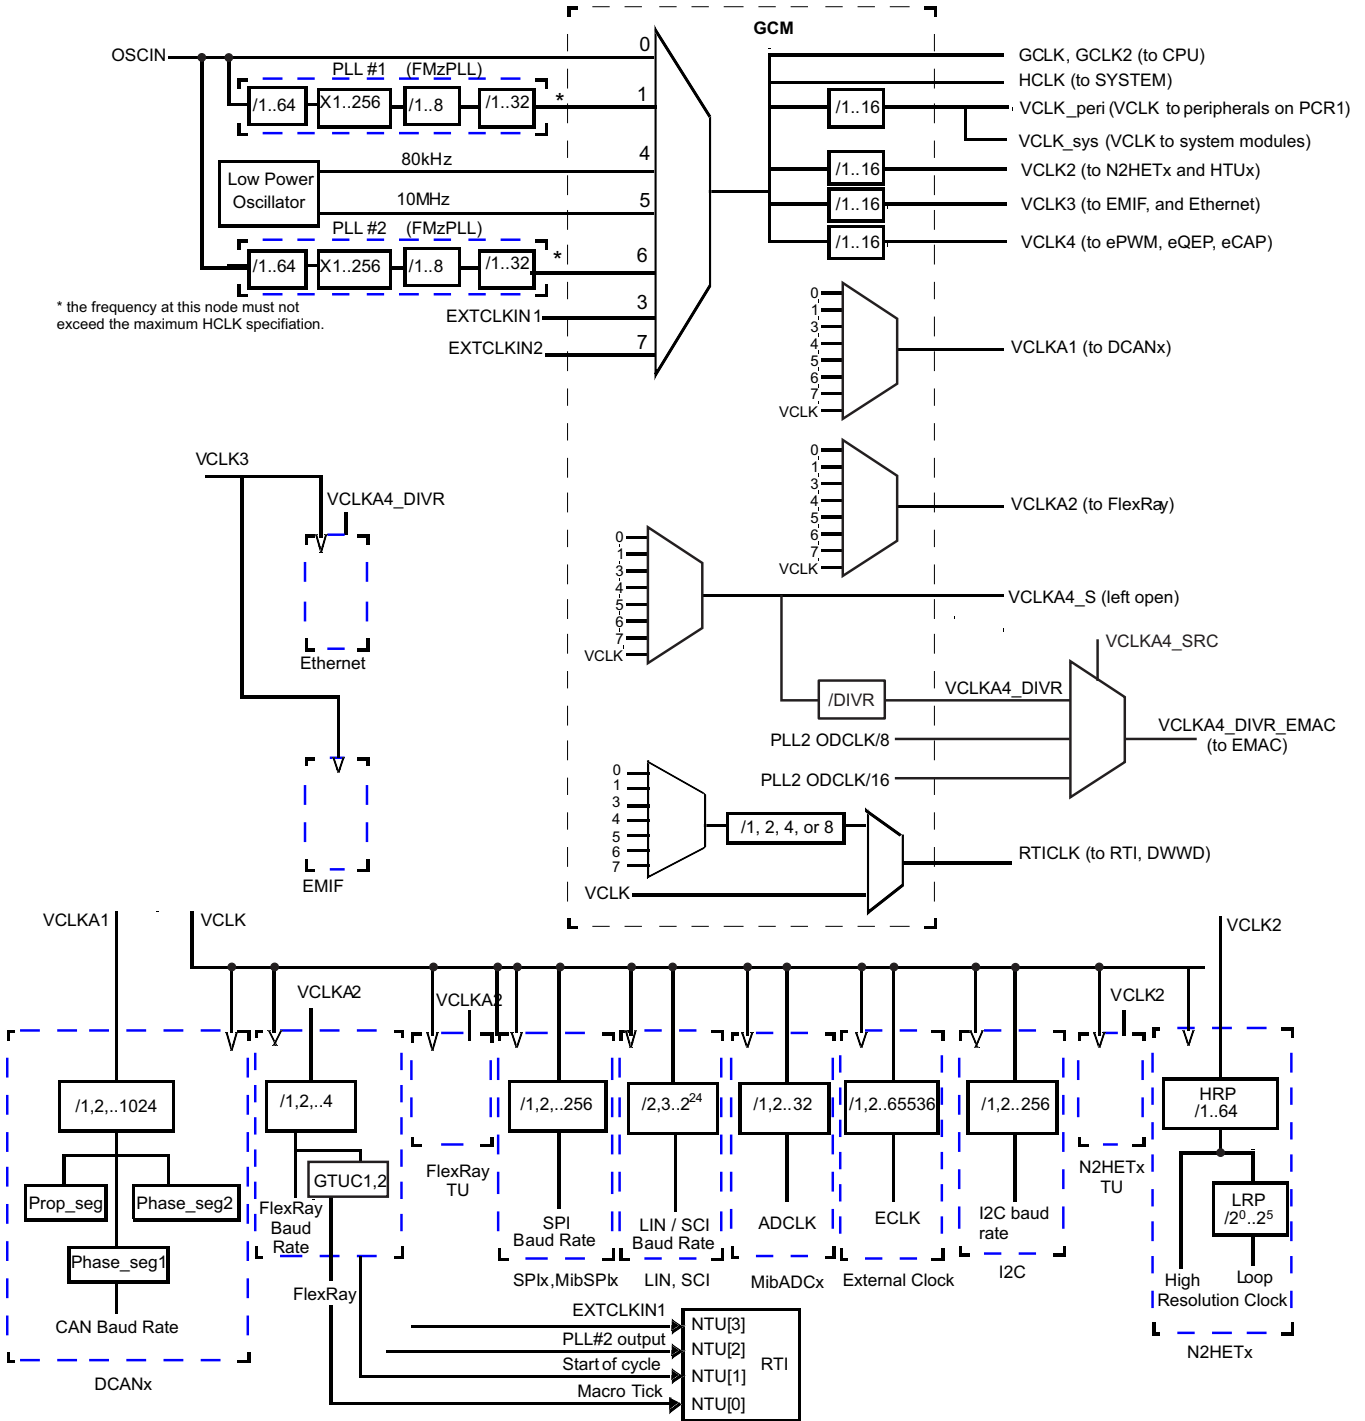 GCM
OSCIN
0
PLL #1 (FMzPLL)
/1..64
X1..256
/1..8
/1..32
*
1
80kHz
4
Low Power
Oscillator
10MHz
5
PLL #2 (FMzPLL)
/1..64
X1..256
/1..8
/1..32
*
6
* the frequency at this node must not
exceed the maximum HCLK specifiation.
EXTCLKIN1
3
EXTCLKIN2
7
GCLK, GCLK2 (to CPU)
HCLK (to SYSTEM)
/1..16
VCLK_peri (VCLK to peripherals on PCR1)
VCLK_sys (VCLK to system modules)
/1..16
VCLK2 (to N2HETx and HTUx)
/1..16
VCLK3 (to EMIF, and Ethernet)
/1..16
VCLK4 (to ePWM, eQEP, eCAP)
0
1
3
4
5
6
7
VCLK
VCLKA1 (to DCANx)
0
1
3
4
5
6
7
VCLK
VCLKA2 (to FlexRay)
VCLK3
VCLKA4_DIVR
Ethernet
EMIF
0
1
3
4
5
6
7
VCLK
VCLKA4_S (left open)
VCLKA4_SRC
/DIVR
VCLKA4_DIVR
PLL2 ODCLK/8
PLL2 ODCLK/16
VCLKA4_DIVR_EMAC
(to EMAC)
0
1
3
4
5
6
7
/1, 2, 4, or 8
VCLK
RTICLK (to RTI, DWWD)
VCLKA1
VCLK
VCLK2
VCLKA2
VCLKA2
VCLK2
/1,2,..1024
Prop_seg
Phase_seg2
Phase_seg1
CAN Baud Rate
DCANx
/1,2,..4
GTUC1,2
FlexRay
Baud
Rate
FlexRay
FlexRay
TU
/1,2,..256
SPI
Baud Rate
SPIx,MibSPIx
/2,3..2^24
LIN / SCI
Baud Rate
LIN, SCI
/1,2..32
ADCLK
MibADCx
/1,2..65536
ECLK
External Clock
/1,2..256
I2C baud
rate
I2C
N2HETx
TU
HRP
/1..64
LRP
/2^0..2^5
High
Loop
Resolution Clock
N2HETx
EXTCLKIN1
NTU[3]
PLL#2 output
NTU[2]
RTI
Start of cycle
NTU[1]
Macro Tick
NTU[0]